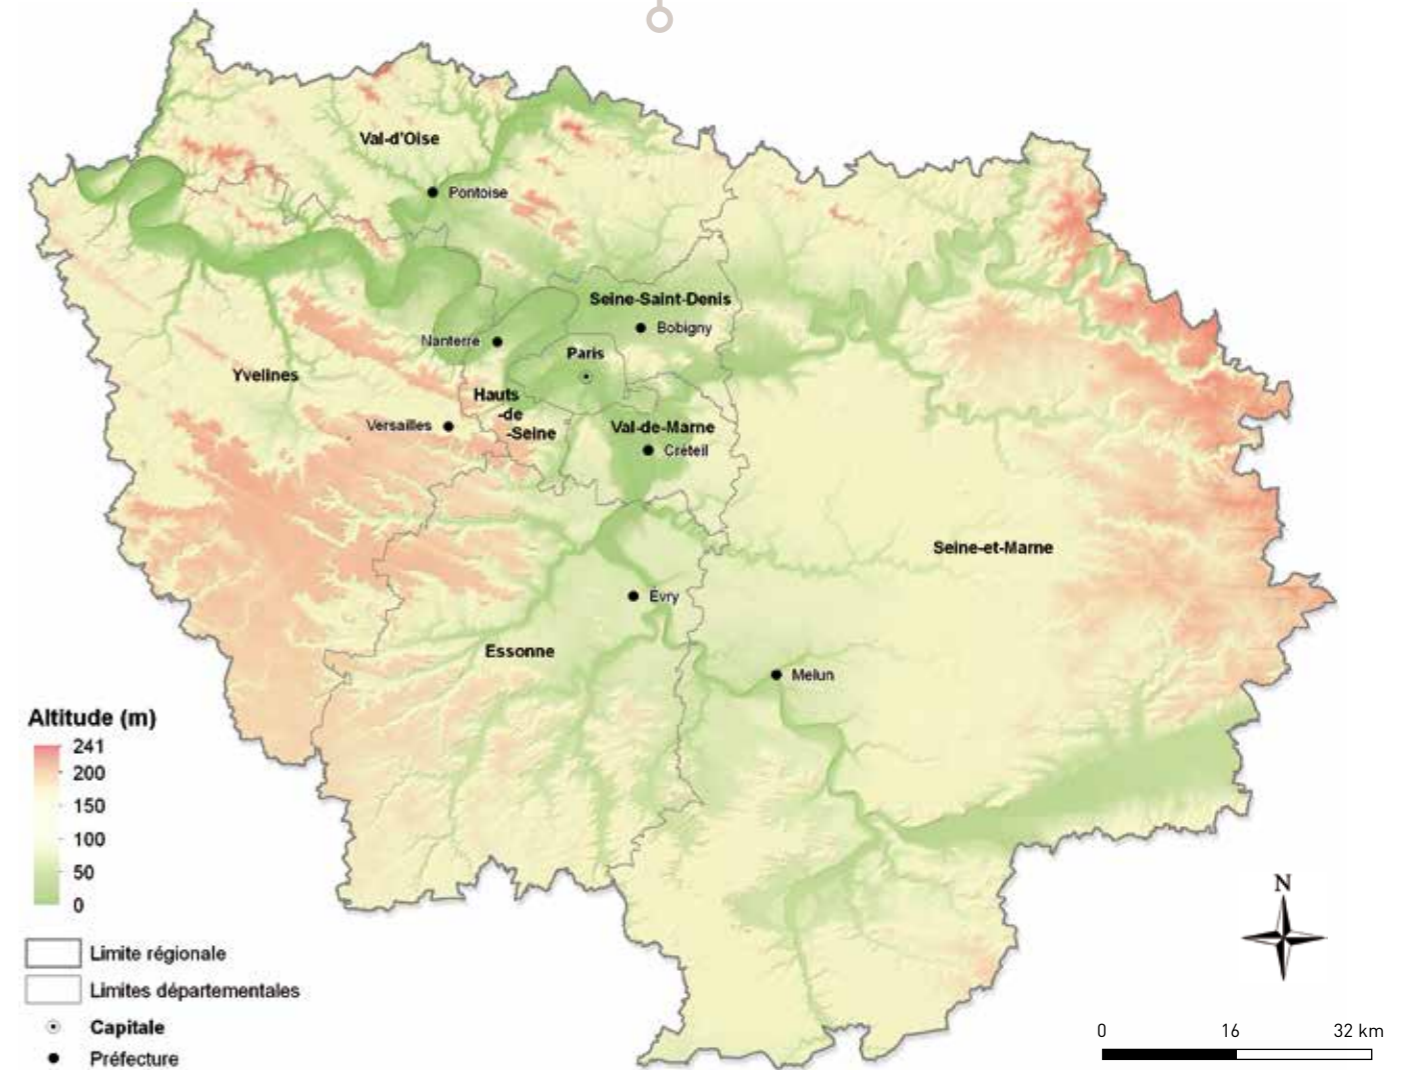 Val-d'Oise
Pontoise
Seine-Saint-Denis
Bobigny
Nanterre
Paris
Yvelines
Hauts
-de
-Seine
Versailles
Val-de-Marne
Créteil
Seine-et-Marne
Évry
Essonne
Melun
Altitude (m)
241
200
150
100
50
0
Limite régionale
Limites départementales
Capitale
Préfecture
N
0 16 32 km